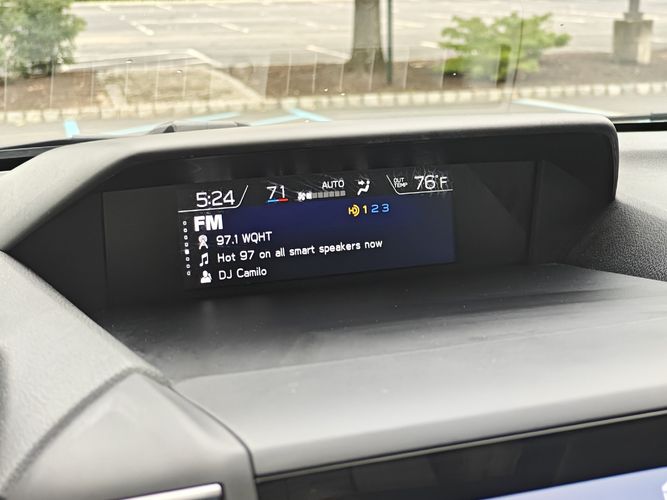 5:24 71 AUTO OUT TEMP 76°F
FM 1 2 3
97.1 WQHT
Hot 97 on all smart speakers now
DJ Camilo